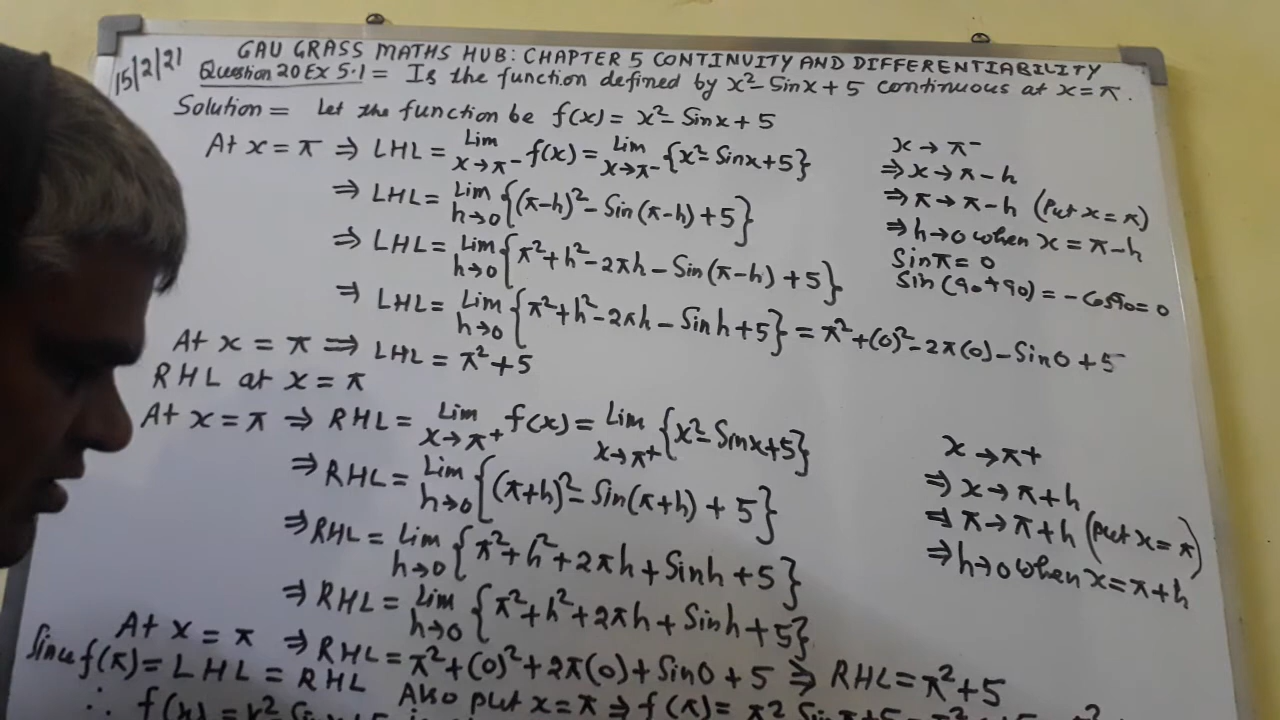 GAU GRASS MATHS HUB: CHAPTER 5 CONTINUITY AND DIFFERENTIABILITY
15/2/21
Question 20 Ex 5.1 = Is the function defined by x² - Sinx + 5 continuous at x = π.
Solution = Let the function be f(x) = x² - Sinx + 5
At x = π ⇒ LHL = Lim x→π⁻ f(x) = Lim x→π⁻ {x² - Sinx + 5}
⇒ LHL = Lim h→0 {(π-h)² - Sin(π-h) + 5}
⇒ LHL = Lim h→0 {π² + h² - 2πh - Sin(π-h) + 5}
⇒ LHL = Lim h→0 {π² + h² - 2πh - Sinh + 5} = π² + (0)² - 2π(0) - Sin0 + 5
At x = π ⇒ LHL = π² + 5
x → π⁻
⇒ x → π - h
⇒ π → π - h (Put x = π)
⇒ h → 0 when x = π - h
Sinπ = 0
Sin (90+90) = - Cos90 = 0
RHL at x = π
At x = π ⇒ RHL = Lim x→π⁺ f(x) = Lim x→π⁺ {x² - Sinx + 5}
⇒ RHL = Lim h→0 {(π+h)² - Sin(π+h) + 5}
⇒ RHL = Lim h→0 {π² + h² + 2πh + Sinh + 5}
⇒ RHL = Lim h→0 {π² + h² + 2πh + Sinh + 5}
At x = π ⇒ RHL = π² + (0)² + 2π(0) + Sin0 + 5 ⇒ RHL = π² + 5
x → π⁺
⇒ x → π + h
⇒ π → π + h (Put x = π)
⇒ h → 0 when x = π + h
Since f(π) = LHL = RHL
Also put x = π ⇒ f(π) = π²
∴ f(x) = x²